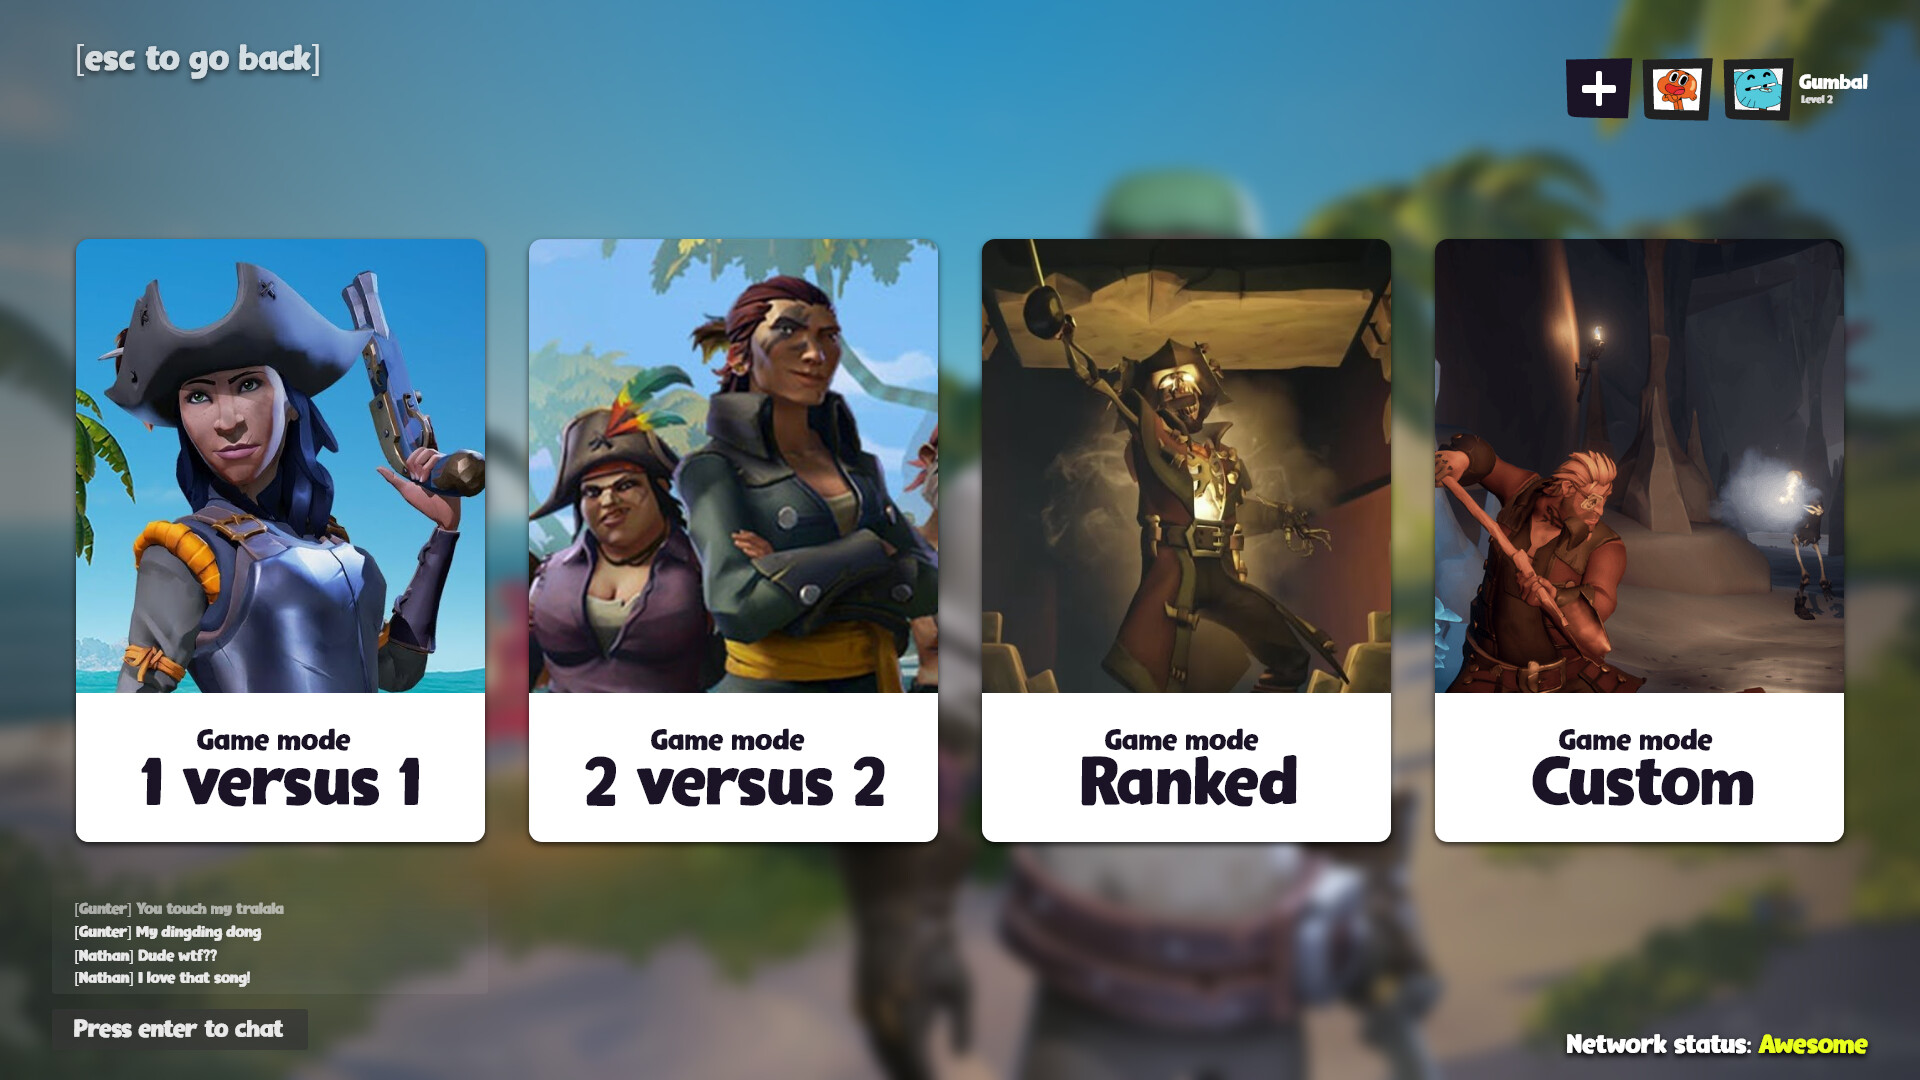 [esc to go back]
Gumbal
Level 2
Game mode
1 versus 1
Game mode
2 versus 2
Game mode
Ranked
Game mode
Custom
[Gunter] You touch my tralala
[Gunter] My dingding dong
[Nathan] Dude wtf??
[Nathan] I love that song!
Press enter to chat
Network status: Awesome